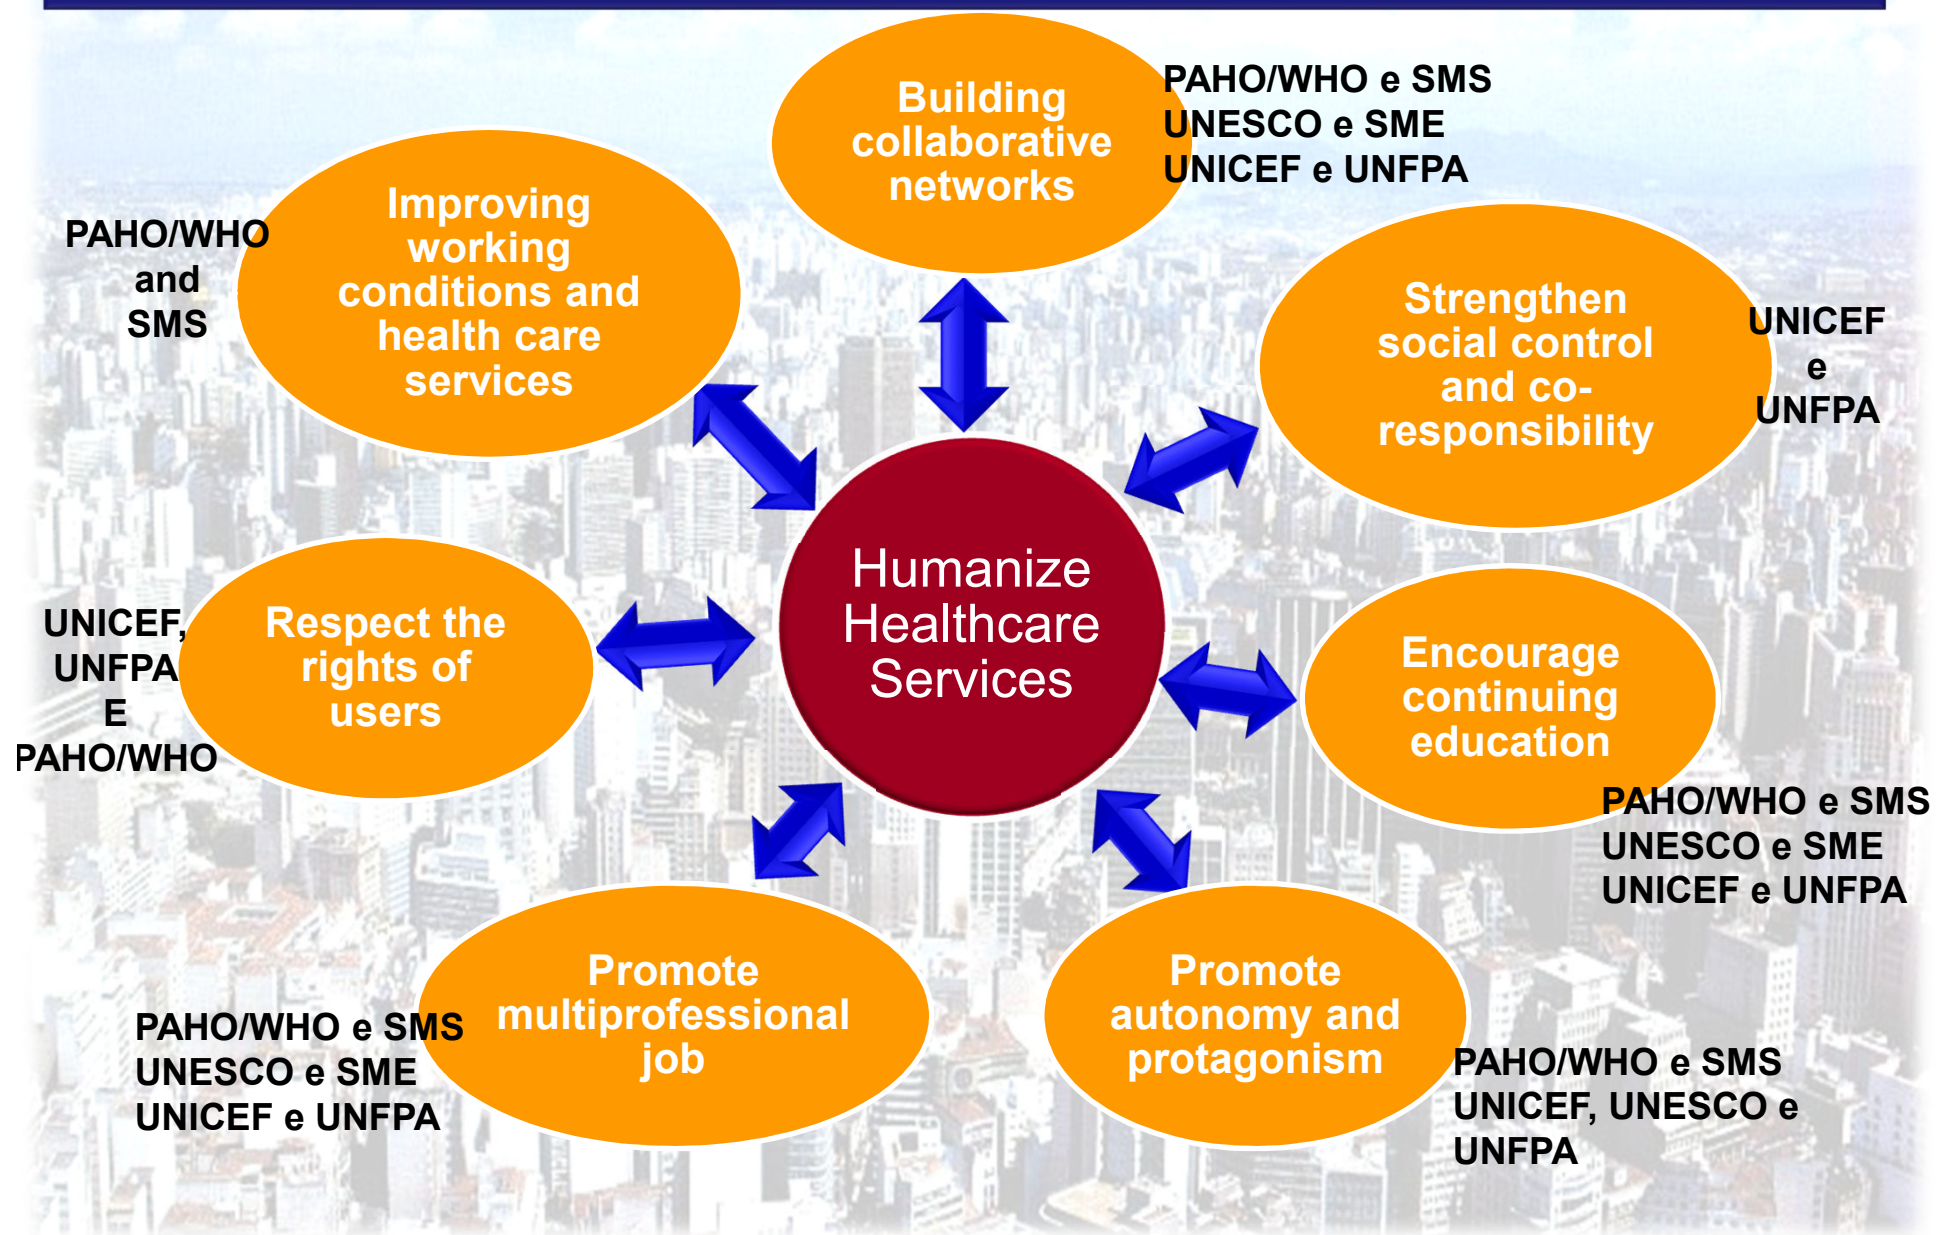 Building
collaborative
networks
PAHO/WHO e SMS
UNESCO e SME
UNICEF e UNFPA
Improving
working
conditions and
health care
services
PAHO/WHO
and
SMS
Strengthen
social control
and co-
responsibility
UNICEF
e
UNFPA
Humanize
Healthcare
Services
Respect the
rights of
users
UNICEF,
UNFPA
E
PAHO/WHO
Encourage
continuing
education
PAHO/WHO e SMS
UNESCO e SME
UNICEF e UNFPA
Promote
multiprofessional
job
PAHO/WHO e SMS
UNESCO e SME
UNICEF e UNFPA
Promote
autonomy and
protagonism
PAHO/WHO e SMS
UNICEF, UNESCO e
UNFPA